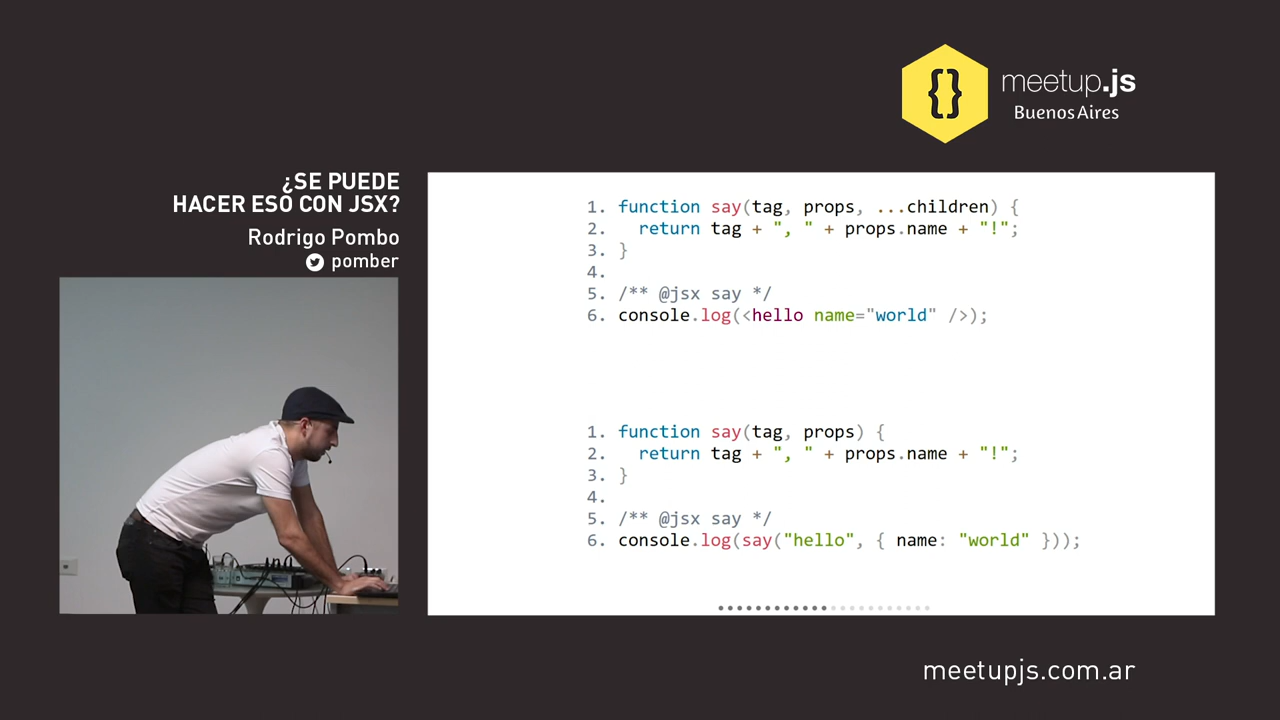 {}
meetup.js
Buenos Aires
¿SE PUEDE
HACER ESO CON JSX?
Rodrigo Pombo
pomber
1. function say(tag, props, ...children) {
2.   return tag + ", " + props.name + "!";
3. }
4.
5. /** @jsx say */
6. console.log(<hello name="world" />);
1. function say(tag, props) {
2.   return tag + ", " + props.name + "!";
3. }
4.
5. /** @jsx say */
6. console.log(say("hello", { name: "world" }));
meetupjs.com.ar